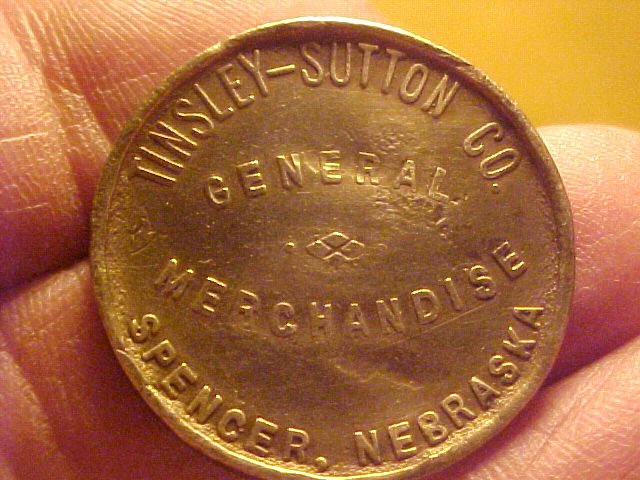 TINSLEY-SUTTON CO.
GENERAL
MERCHANDISE
SPENCER, NEBRASKA